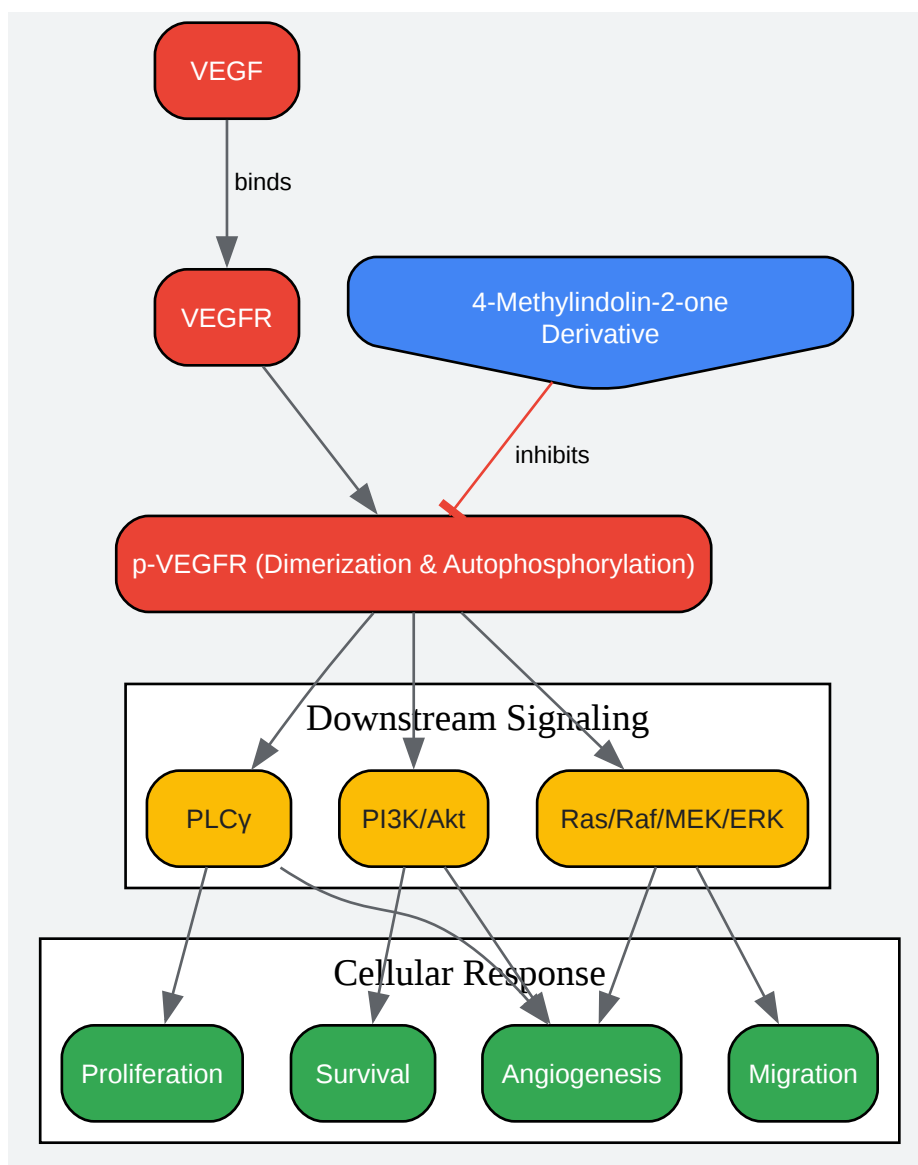 VEGF
binds
VEGFR
4-Methylindolin-2-one
Derivative
inhibits
p-VEGFR (Dimerization & Autophosphorylation)
Downstream Signaling
PLCγ
PI3K/Akt
Ras/Raf/MEK/ERK
Cellular Response
Proliferation
Survival
Angiogenesis
Migration